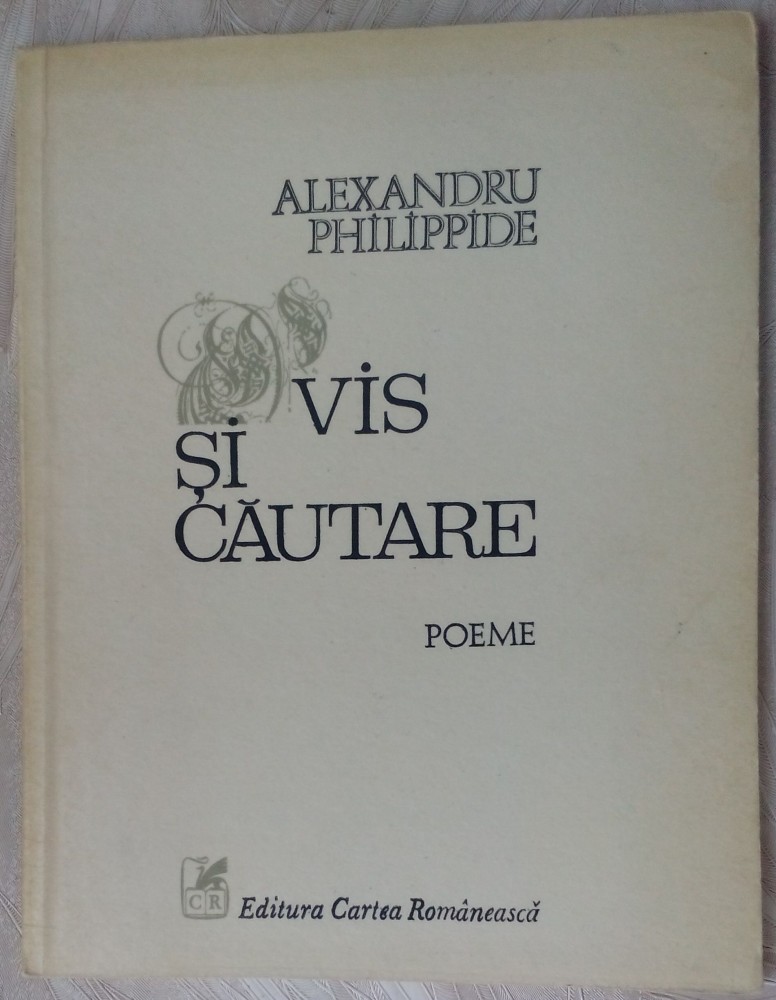 ALEXANDRU
PHILIPPIDE
VIS
ȘI
CĂUTARE
POEME
CR
Editura Cartea Românească